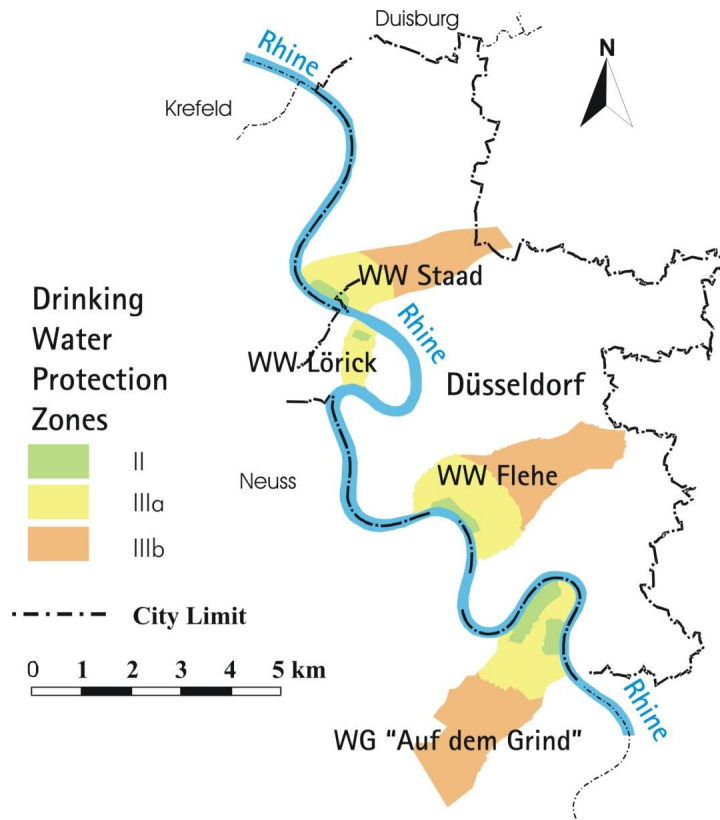 Duisburg
Rhine
N
Krefeld
WW Staad
Drinking
Water
Protection
Zones
Rhine
WW Lörick
Düsseldorf
II
Neuss
WW Flehe
IIIa
IIIb
City Limit
0 1 2 3 4 5 km
Rhine
WG "Auf dem Grind"